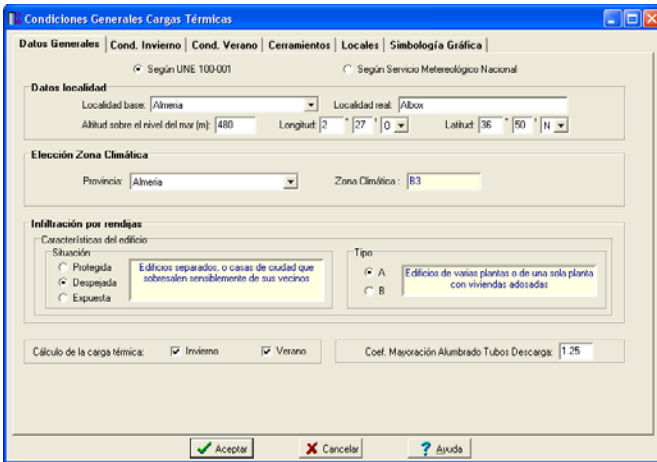 Condiciones Generales Cargas Térmicas
Datos Generales Cond. Invierno Cond. Verano Cerramientos Locales Simbología Gráfica
Según UNE 100-001 Según Servicio Metereológico Nacional
Datos localidad
Localidad base: Almeria Localidad real: Albox
Altitud sobre el nivel del mar (m): 480 Longitud: 2 ° 27 ' O Latitud: 36 ° 50 ' N
Elección Zona Climática
Provincia: Almeria Zona Climática : B3
Infiltración por rendijas
Características del edificio
Situación Tipo
Protegida
Despejada
Expuesta
Edificios separados, o casas de ciudad que
sobresalen sensiblemente de sus vecinos
A
B
Edificios de varias plantas o de una sola planta
con viviendas adosadas
Cálculo de la carga térmica: Invierno Verano Coef. Mayoración Alumbrado Tubos Descarga: 1.25
Aceptar Cancelar Ayuda